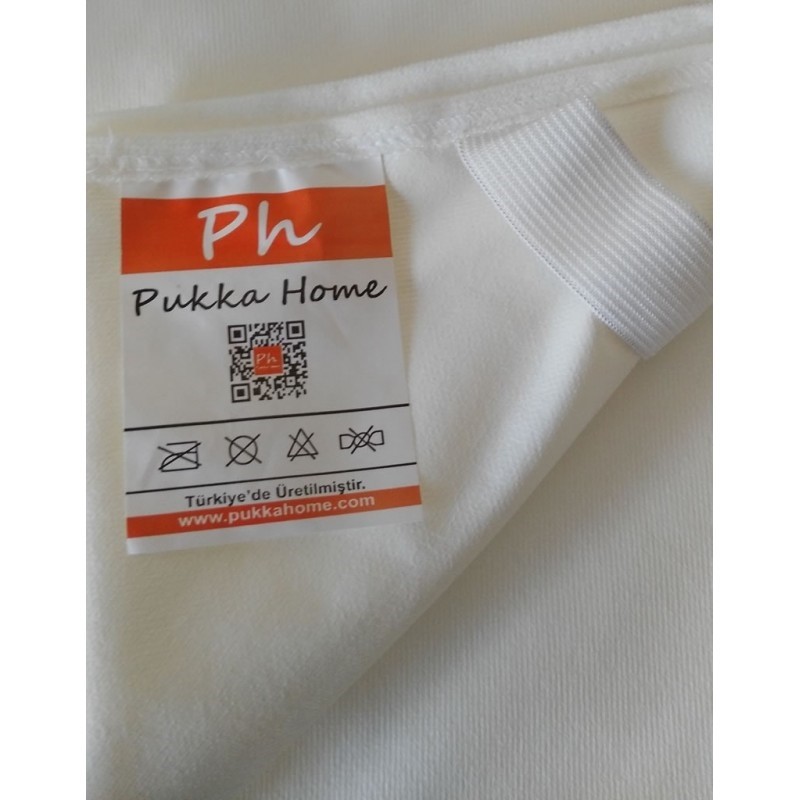 Ph
Pukka Home
Ph
Türkiye'de Üretilmiştir.
www.pukkahome.com